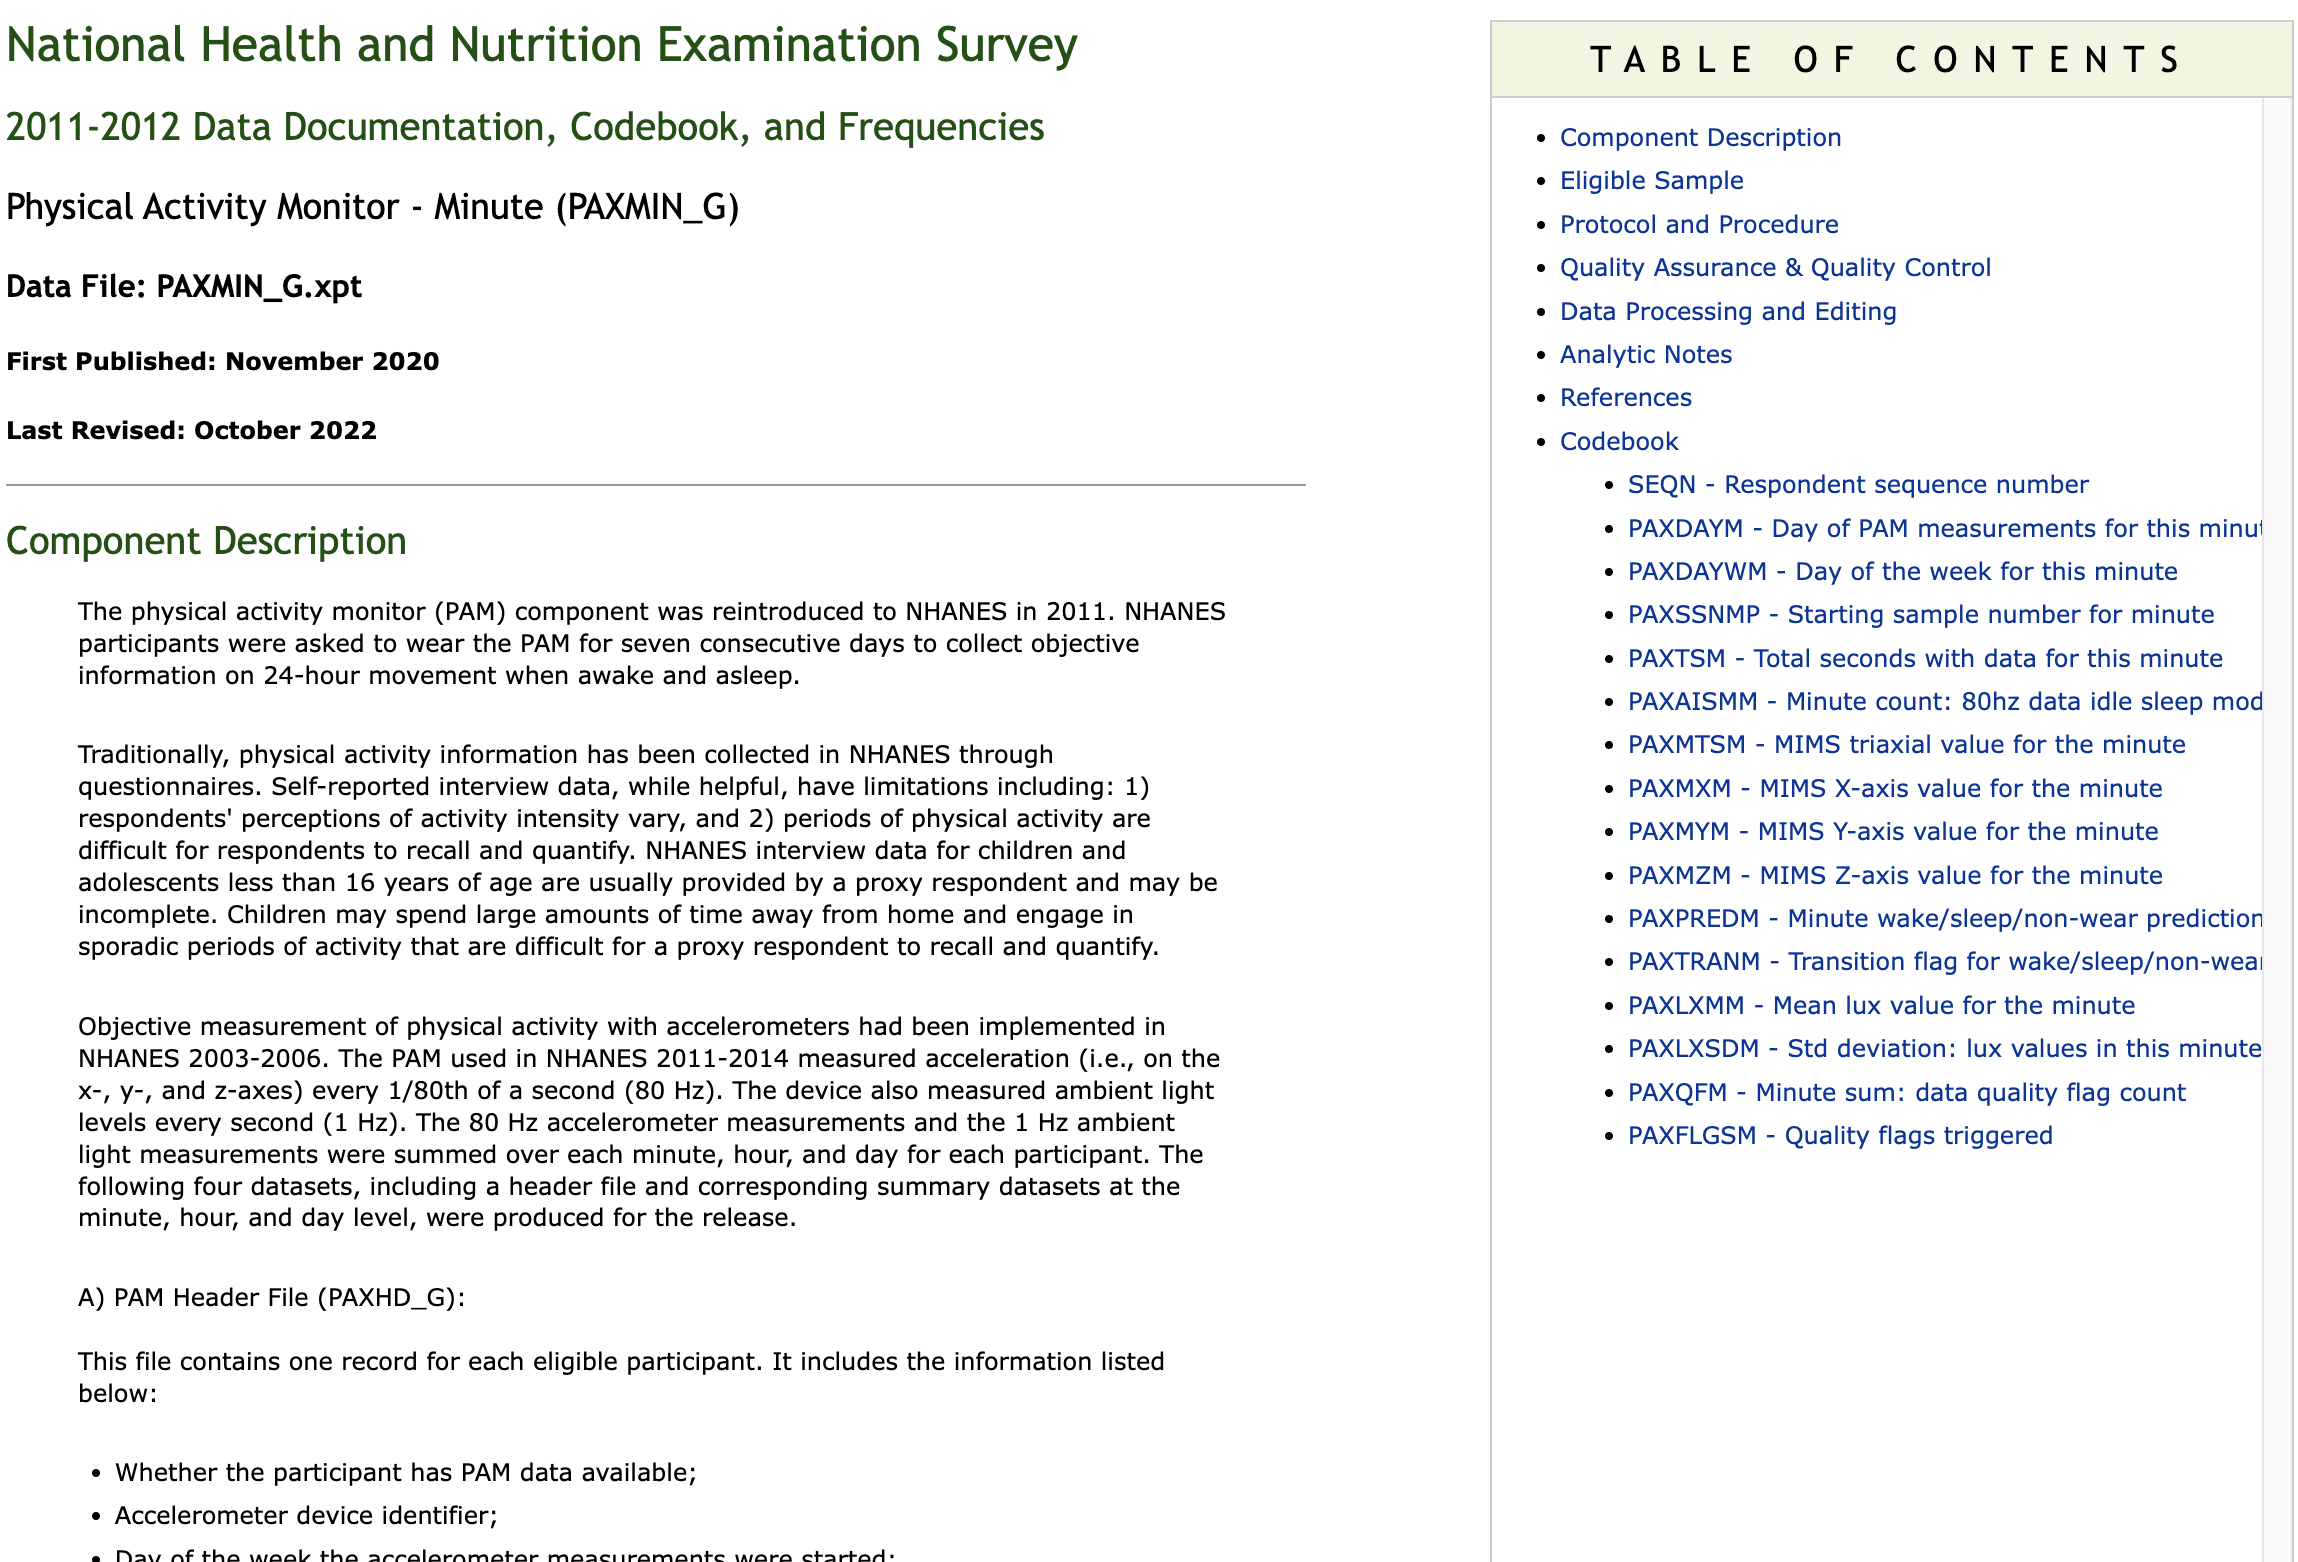 National Health and Nutrition Examination Survey
2011-2012 Data Documentation, Codebook, and Frequencies
Physical Activity Monitor - Minute (PAXMIN_G)
Data File: PAXMIN_G.xpt
First Published: November 2020
Last Revised: October 2022
Component Description
The physical activity monitor (PAM) component was reintroduced to NHANES in 2011. NHANES
participants were asked to wear the PAM for seven consecutive days to collect objective
information on 24-hour movement when awake and asleep.
Traditionally, physical activity information has been collected in NHANES through
questionnaires. Self-reported interview data, while helpful, have limitations including: 1)
respondents' perceptions of activity intensity vary, and 2) periods of physical activity are
difficult for respondents to recall and quantify. NHANES interview data for children and
adolescents less than 16 years of age are usually provided by a proxy respondent and may be
incomplete. Children may spend large amounts of time away from home and engage in
sporadic periods of activity that are difficult for a proxy respondent to recall and quantify.
Objective measurement of physical activity with accelerometers had been implemented in
NHANES 2003-2006. The PAM used in NHANES 2011-2014 measured acceleration (i.e., on the
x-, y-, and z-axes) every 1/80th of a second (80 Hz). The device also measured ambient light
levels every second (1 Hz). The 80 Hz accelerometer measurements and the 1 Hz ambient
light measurements were summed over each minute, hour, and day for each participant. The
following four datasets, including a header file and corresponding summary datasets at the
minute, hour, and day level, were produced for the release.
A) PAM Header File (PAXHD_G):
This file contains one record for each eligible participant. It includes the information listed
below:
• Whether the participant has PAM data available;
• Accelerometer device identifier;
• Day of the week the accelerometer measurements were started;
TABLE OF CONTENTS
• Component Description
• Eligible Sample
• Protocol and Procedure
• Quality Assurance & Quality Control
• Data Processing and Editing
• Analytic Notes
• References
• Codebook
• SEQN - Respondent sequence number
• PAXDAYM - Day of PAM measurements for this minut
• PAXDAYWM - Day of the week for this minute
• PAXSSNMP - Starting sample number for minute
• PAXTSM - Total seconds with data for this minute
• PAXAISMM - Minute count: 80hz data idle sleep mod
• PAXMTSM - MIMS triaxial value for the minute
• PAXMXM - MIMS X-axis value for the minute
• PAXMYM - MIMS Y-axis value for the minute
• PAXMZM - MIMS Z-axis value for the minute
• PAXPREDM - Minute wake/sleep/non-wear prediction
• PAXTRANM - Transition flag for wake/sleep/non-wear
• PAXLXMM - Mean lux value for the minute
• PAXLXSDM - Std deviation: lux values in this minute
• PAXQFM - Minute sum: data quality flag count
• PAXFLGSM - Quality flags triggered